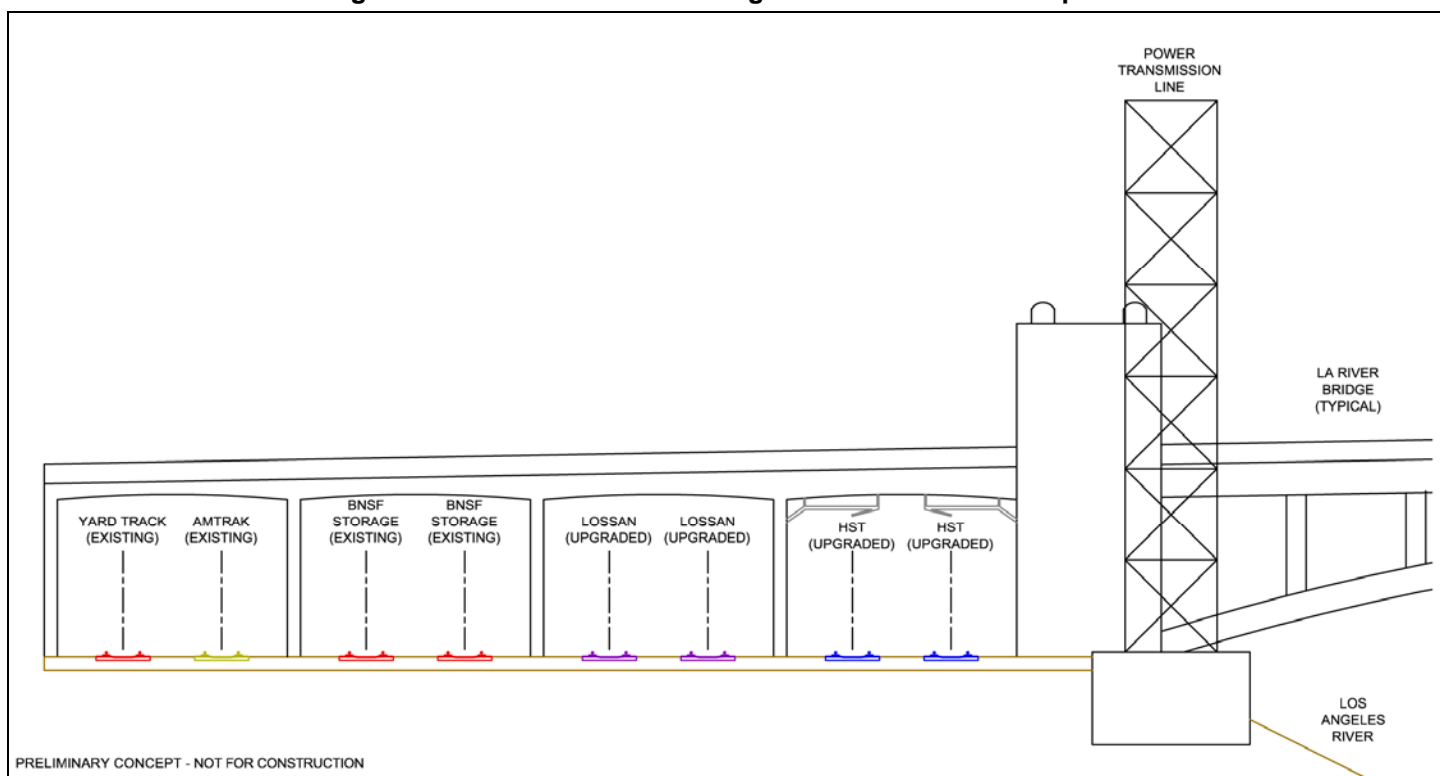 POWER
TRANSMISSION
LINE
LA RIVER
BRIDGE
(TYPICAL)
YARD TRACK
(EXISTING)
AMTRAK
(EXISTING)
BNSF
STORAGE
(EXISTING)
BNSF
STORAGE
(EXISTING)
LOSSAN
(UPGRADED)
LOSSAN
(UPGRADED)
HST
(UPGRADED)
HST
(UPGRADED)
LOS
ANGELES
RIVER
PRELIMINARY CONCEPT - NOT FOR CONSTRUCTION